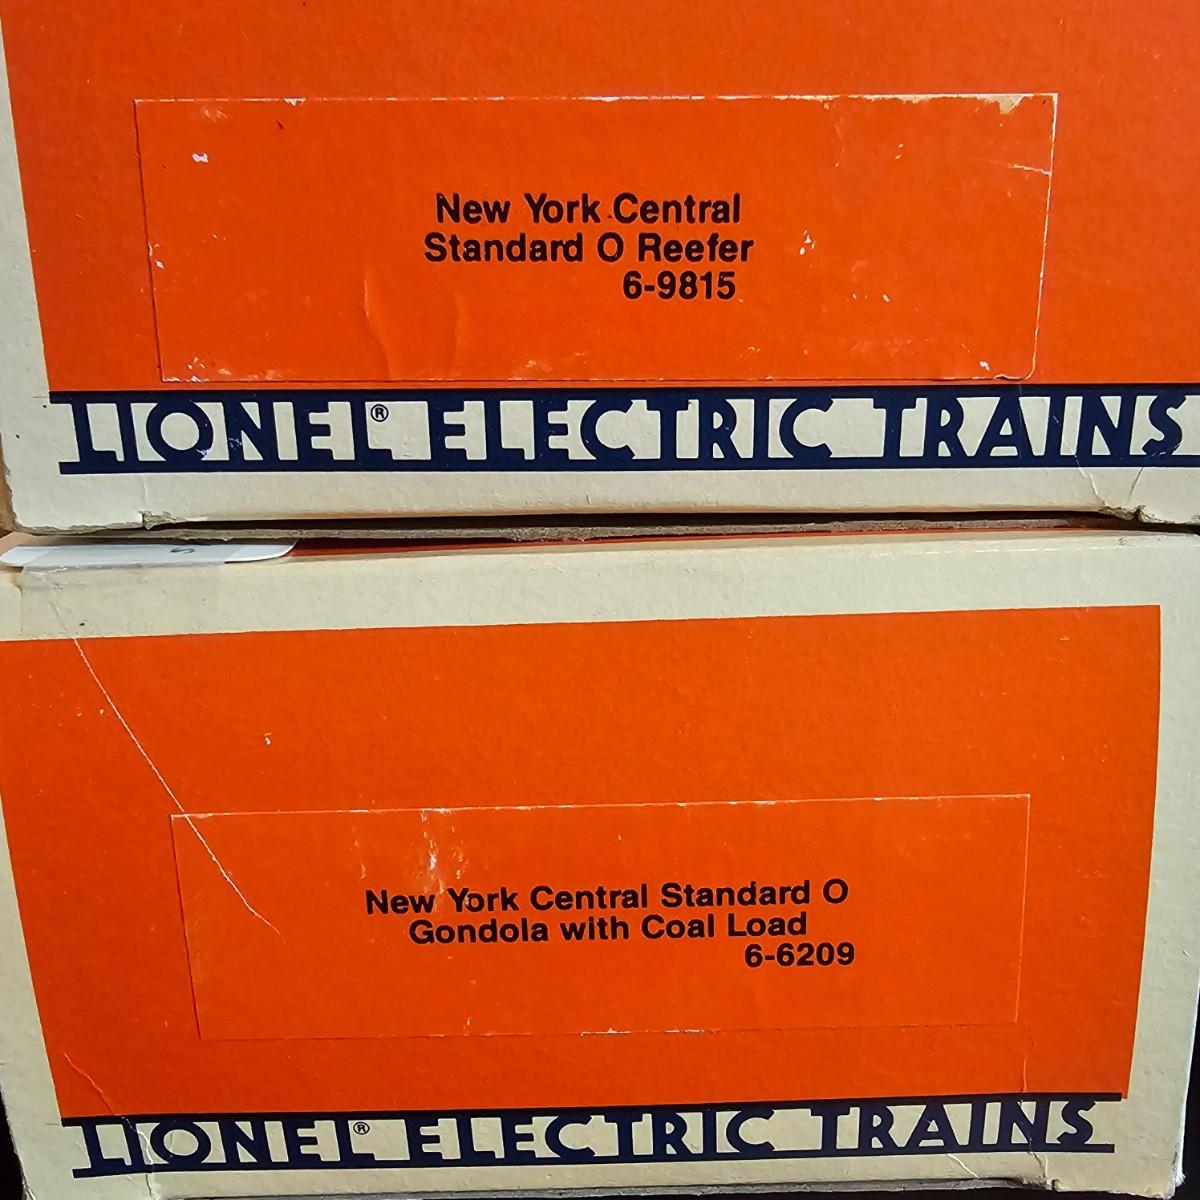 New York Central
Standard O Reefer
6-9815
LIONEL® ELECTRIC TRAINS
New York Central Standard O
Gondola with Coal Load
6-6209
LIONEL® ELECTRIC TRAINS